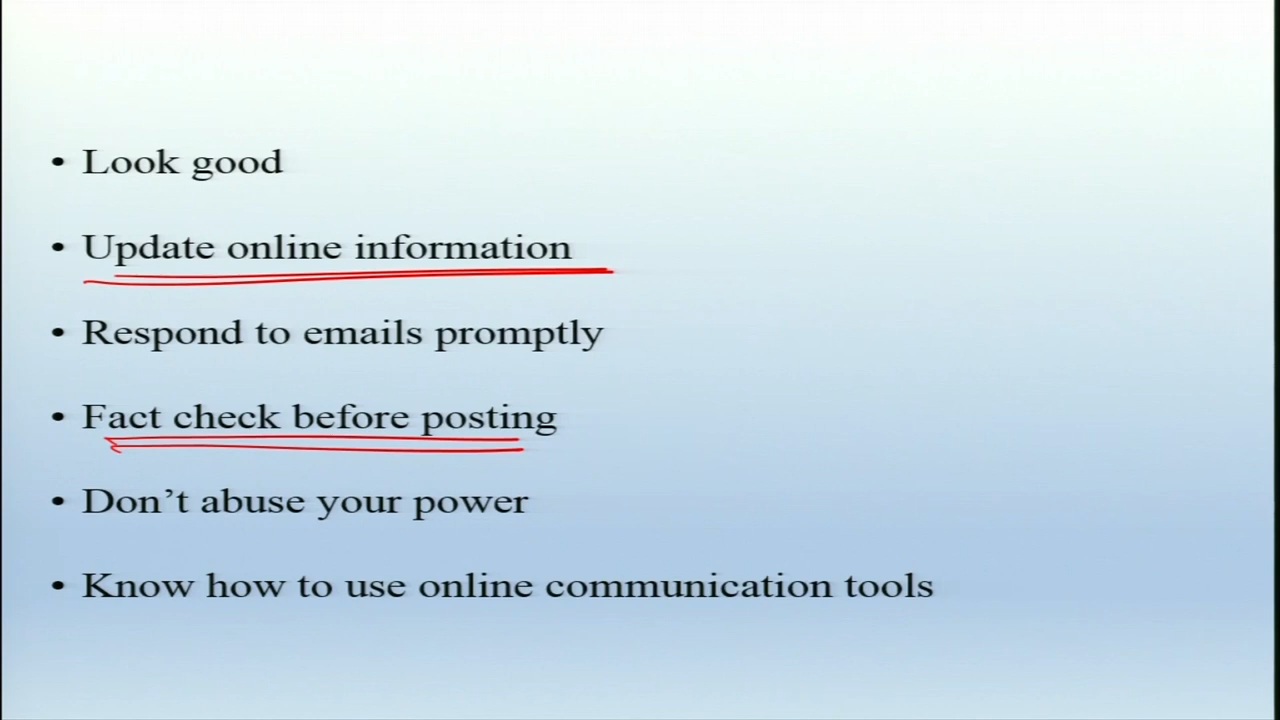 • Look good
• Update online information
• Respond to emails promptly
• Fact check before posting
• Don’t abuse your power
• Know how to use online communication tools